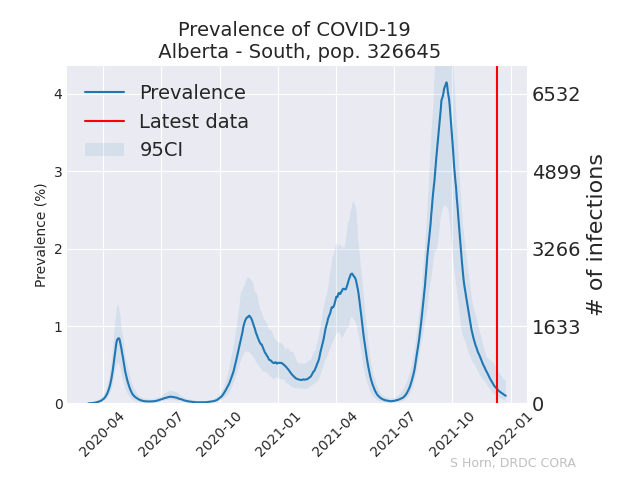 Prevalence of COVID-19
Alberta - South, pop. 326645
Prevalence
Latest data
95CI
Prevalence (%)
4
3
2
1
0
6532
4899
3266
1633
0
# of infections
2020-04
2020-07
2020-10
2021-01
2021-04
2021-07
2021-10
2022-01
S Horn, DRDC CORA